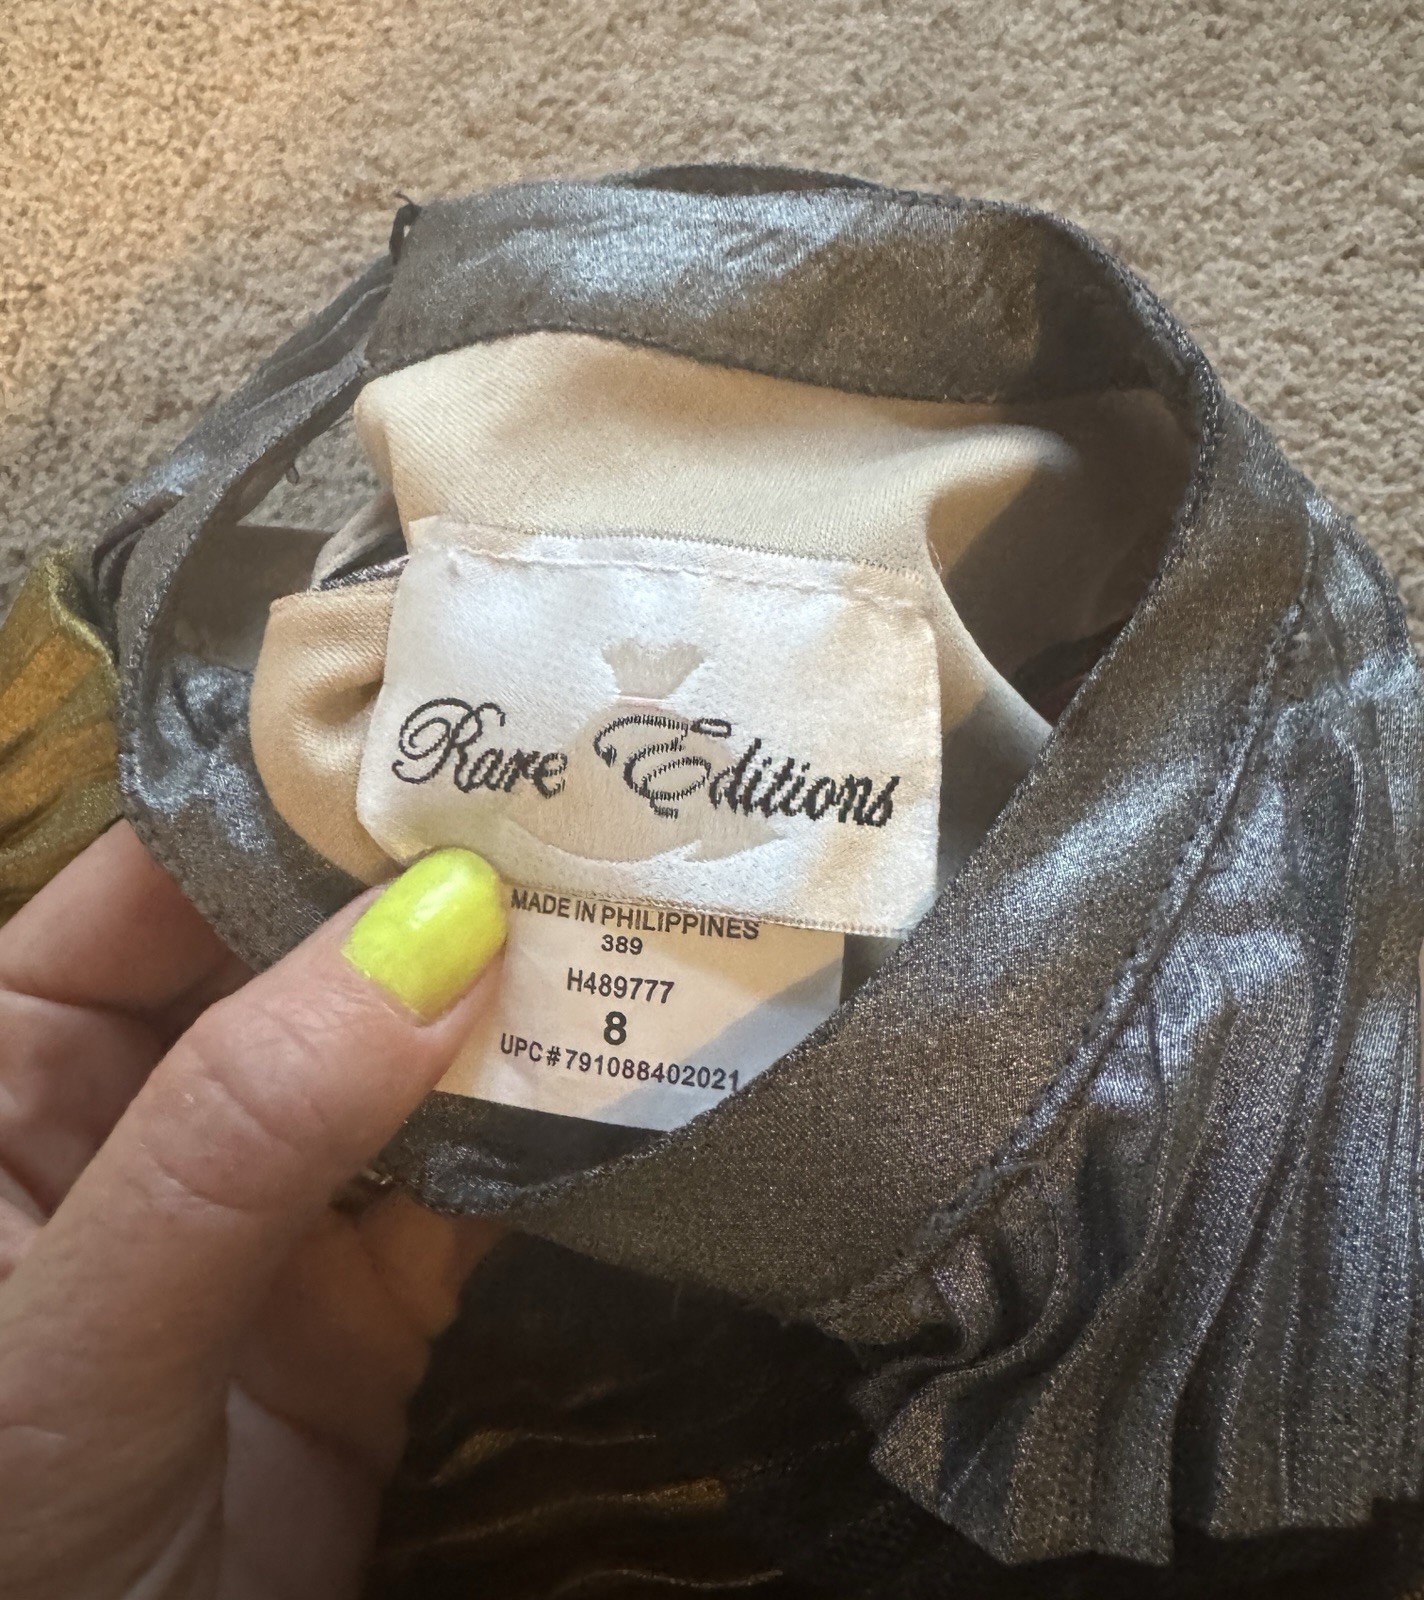 Rare Editions
MADE IN PHILIPPINES
389
H489777
8
UPC#791088402021